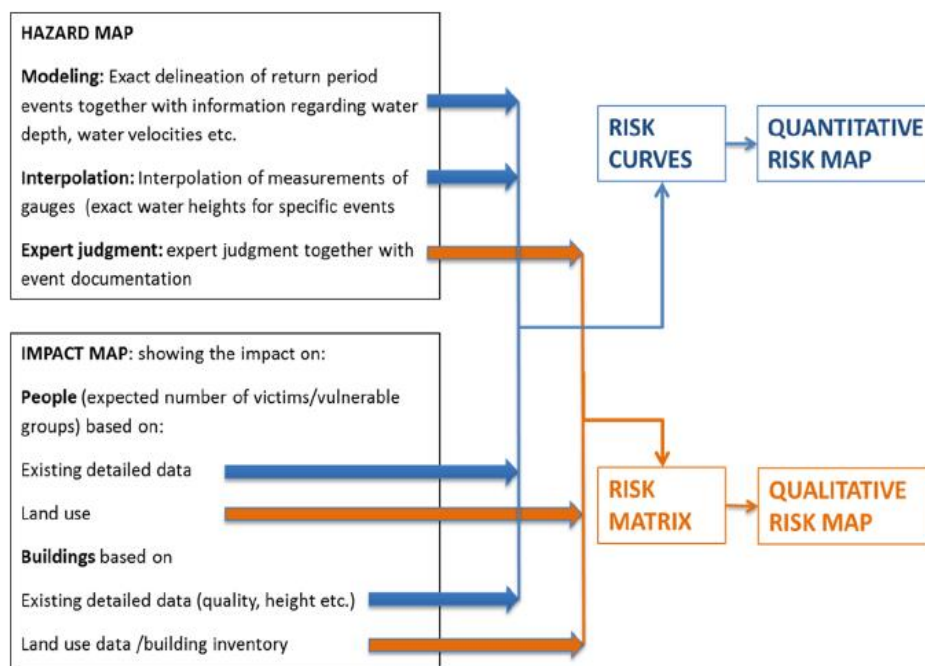 HAZARD MAP
Modeling: Exact delineation of return period
events together with information regarding water
depth, water velocities etc.
Interpolation: Interpolation of measurements of
gauges (exact water heights for specific events
Expert judgment: expert judgment together with
event documentation
IMPACT MAP: showing the impact on:
People (expected number of victims/vulnerable
groups) based on:
Existing detailed data
Land use
Buildings based on
Existing detailed data (quality, height etc.)
Land use data /building inventory
RISK
CURVES
QUANTITATIVE
RISK MAP
RISK
MATRIX
QUALITATIVE
RISK MAP